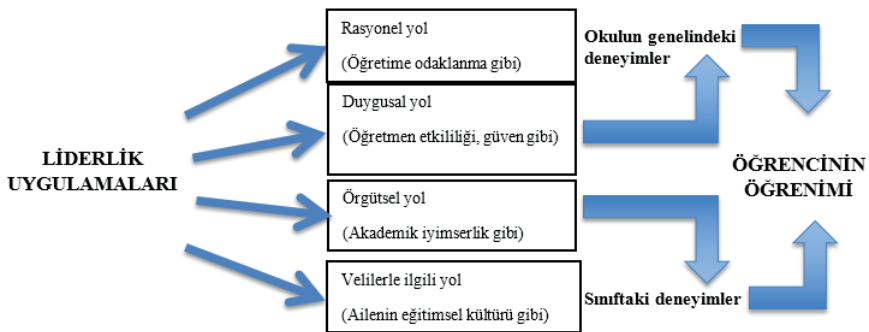 LİDERLİK
UYGULAMALARI
Rasyonel yol
(Öğretime odaklanma gibi)
Duygusal yol
(Öğretmen etkililiği, güven gibi)
Örgütsel yol
(Akademik iyimserlik gibi)
Velilerle ilgili yol
(Ailenin eğitimsel kültürü gibi)
Okulun genelindeki
deneyimler
Sınıftaki deneyimler
ÖĞRENCİNİN
ÖĞRENİMİ